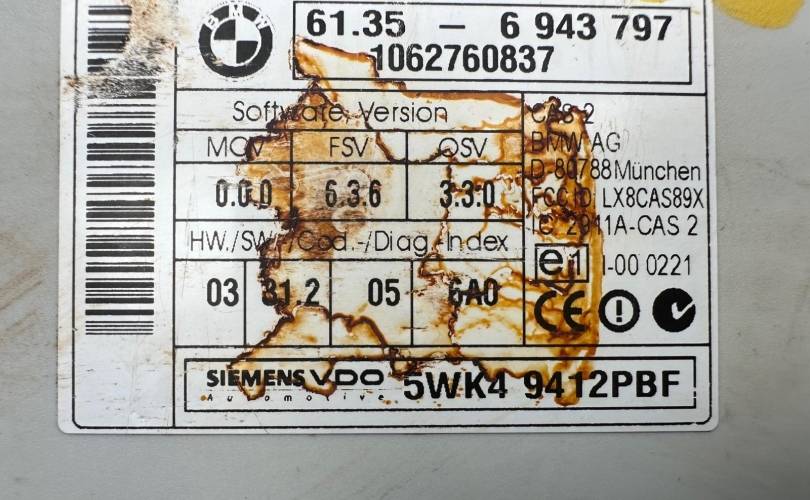 BMW
61.35 - 6 943 797
1062760837
Software, Version
MCV FSV OSV
0.0.0 6.3.6 3.3.0
HW./SW.-/Cod.-/Diag.-Index
03 31.2 05 6A0
CAS 2
BMW AG
D-80788 München
FCC ID: LX8CAS89X
IC: 2911A-CAS 2
e1 I-00 0221
CE
SIEMENS VDO
Automotive
5WK4 9412PBF